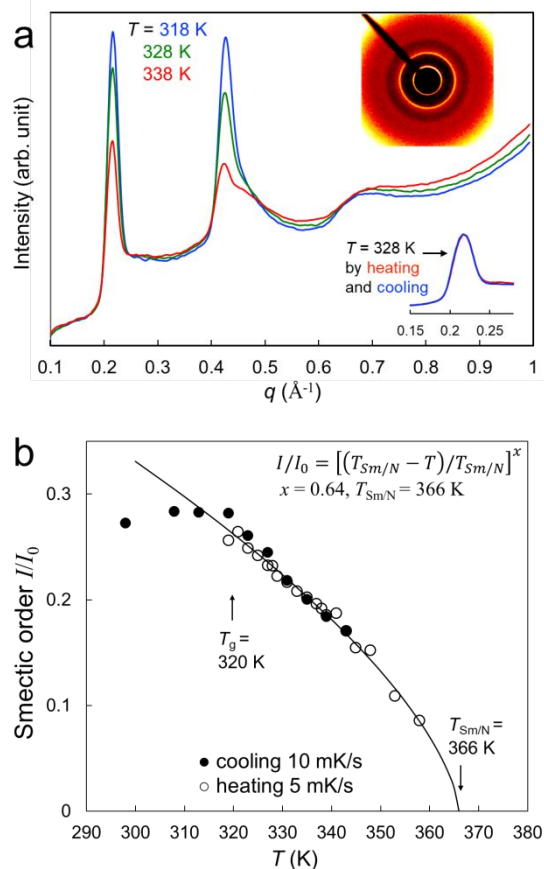 a
T = 318 K
328 K
338 K
Intensity (arb. unit)
T = 328 K
by heating
and cooling
0.15 0.2 0.25
0.1 0.2 0.3 0.4 0.5 0.6 0.7 0.8 0.9 1
q (Å⁻¹)
b
I/I₀ = [(T_Sm/N − T)/T_Sm/N]^x
x = 0.64, T_Sm/N = 366 K
Smectic order I/I₀
0.3
0.2
0.1
0
T_g =
320 K
T_Sm/N =
366 K
● cooling 10 mK/s
○ heating 5 mK/s
290 300 310 320 330 340 350 360 370 380
T (K)